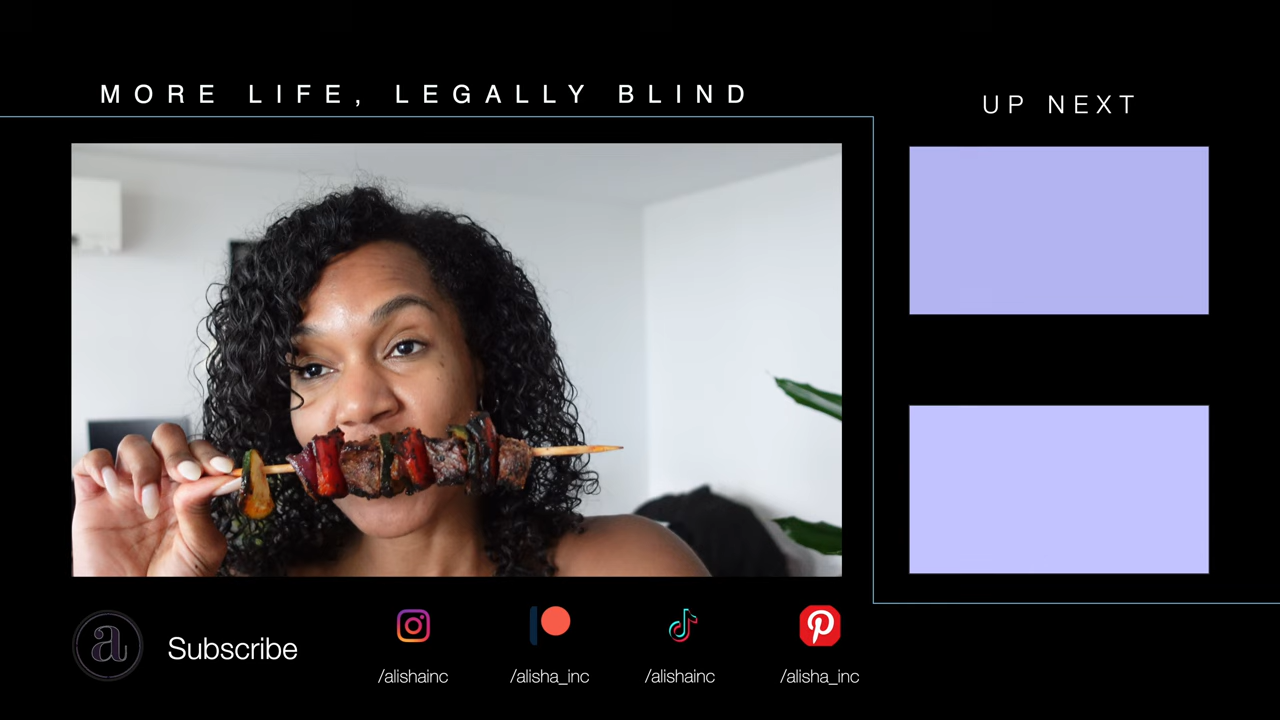 MORE LIFE, LEGALLY BLIND
UP NEXT
a
Subscribe
/alishainc
/alisha_inc
/alishainc
/alisha_inc